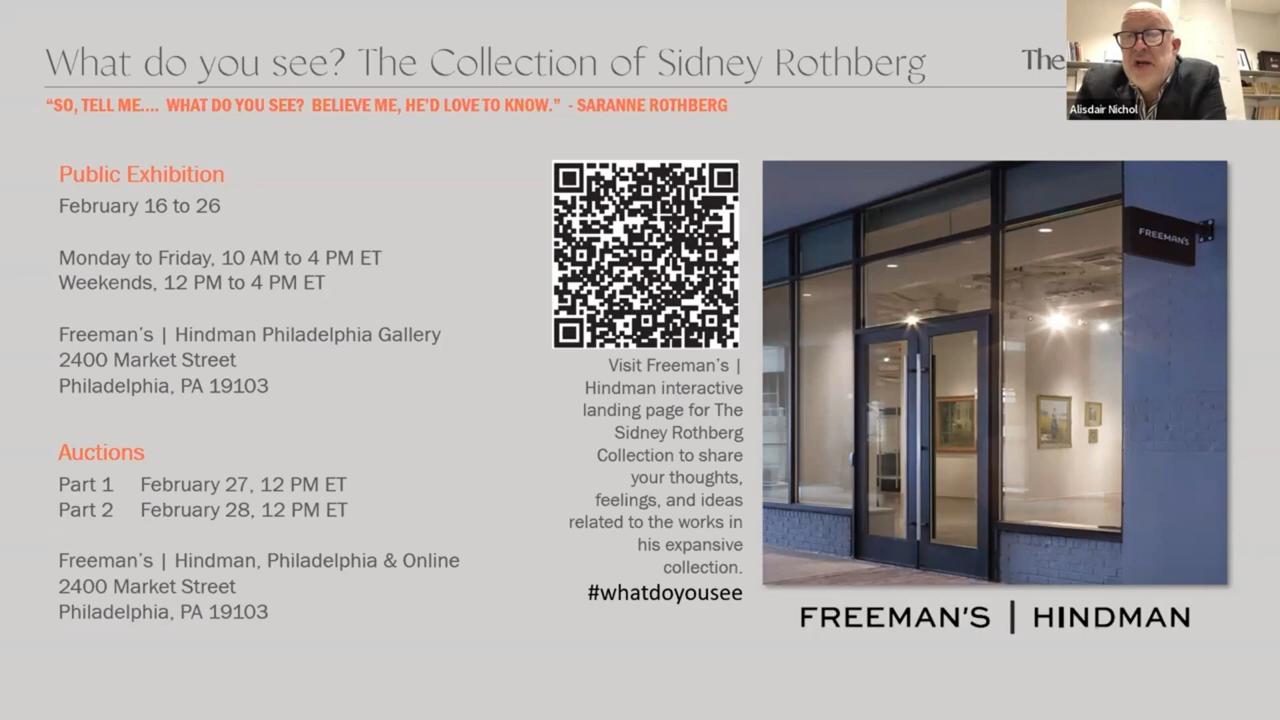 What do you see? The Collection of Sidney Rothberg
The
Alisdair Nichol
“SO, TELL ME.... WHAT DO YOU SEE? BELIEVE ME, HE’D LOVE TO KNOW.” - SARANNE ROTHBERG
Public Exhibition
February 16 to 26
Monday to Friday, 10 AM to 4 PM ET
Weekends, 12 PM to 4 PM ET
Freeman’s | Hindman Philadelphia Gallery
2400 Market Street
Philadelphia, PA 19103
Auctions
Part 1 February 27, 12 PM ET
Part 2 February 28, 12 PM ET
Freeman’s | Hindman, Philadelphia & Online
2400 Market Street
Philadelphia, PA 19103
Visit Freeman’s |
Hindman interactive
landing page for The
Sidney Rothberg
Collection to share
your thoughts,
feelings, and ideas
related to the works in
his expansive
collection.
#whatdoyousee
FREEMAN’S
FREEMAN’S | HINDMAN